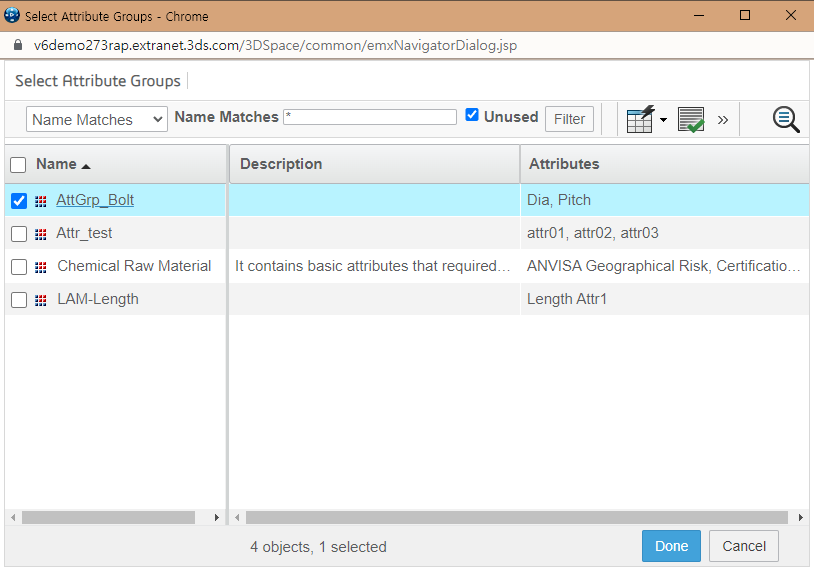 Select Attribute Groups - Chrome
v6demo273rap.extranet.3ds.com/3DSpace/common/emxNavigatorDialog.jsp
Select Attribute Groups
Name Matches Name Matches * Unused Filter »
Name Description Attributes
AttGrp_Bolt Dia, Pitch
Attr_test attr01, attr02, attr03
Chemical Raw Material It contains basic attributes that required... ANVISA Geographical Risk, Certificatio...
LAM-Length Length Attr1
4 objects, 1 selected Done Cancel